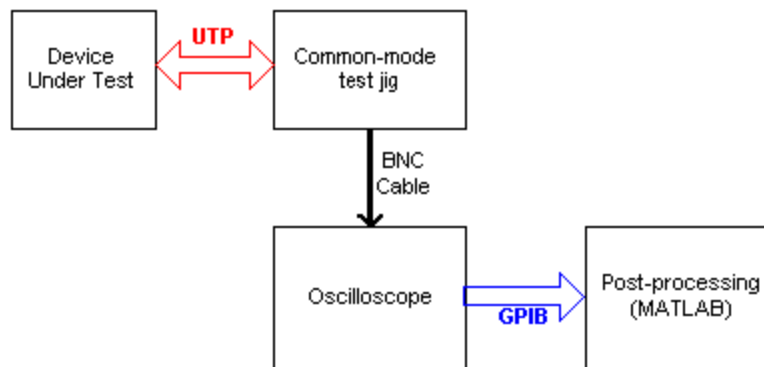 UTP
Device
Under Test
Common-mode
test jig
BNC
Cable
Oscilloscope
GPIB
Post-processing
(MATLAB)